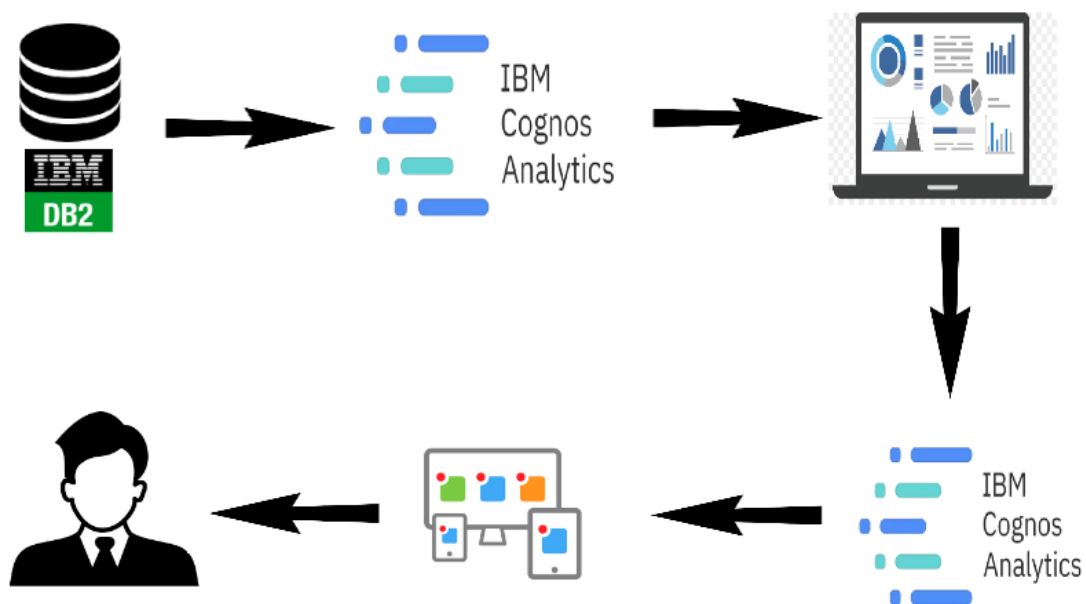 IBM
DB2
IBM
Cognos
Analytics
IBM
Cognos
Analytics